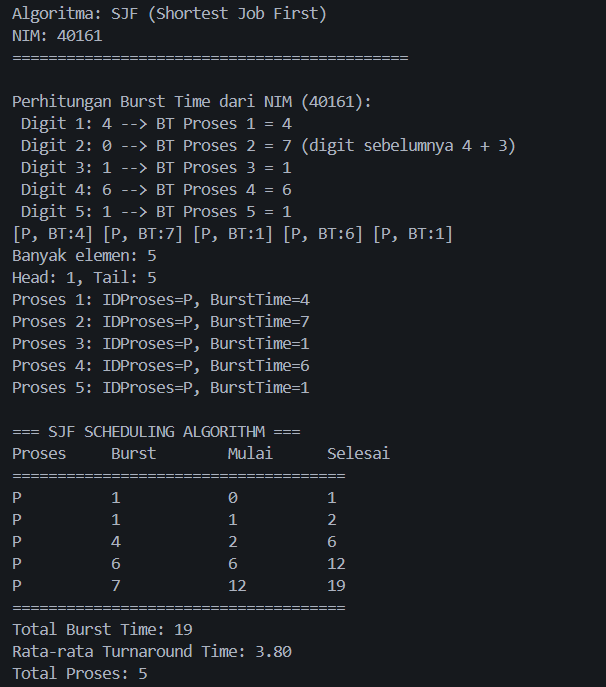 Algoritma: SJF (Shortest Job First)
NIM: 40161
============================================
Perhitungan Burst Time dari NIM (40161):
Digit 1: 4 --> BT Proses 1 = 4
Digit 2: 0 --> BT Proses 2 = 7 (digit sebelumnya 4 + 3)
Digit 3: 1 --> BT Proses 3 = 1
Digit 4: 6 --> BT Proses 4 = 6
Digit 5: 1 --> BT Proses 5 = 1
[P, BT:4] [P, BT:7] [P, BT:1] [P, BT:6] [P, BT:1]
Banyak elemen: 5
Head: 1, Tail: 5
Proses 1: IDProses=P, BurstTime=4
Proses 2: IDProses=P, BurstTime=7
Proses 3: IDProses=P, BurstTime=1
Proses 4: IDProses=P, BurstTime=6
Proses 5: IDProses=P, BurstTime=1
=== SJF SCHEDULING ALGORITHM ===
Proses Burst Mulai Selesai
=====================================
P 1 0 1
P 1 1 2
P 4 2 6
P 6 6 12
P 7 12 19
=====================================
Total Burst Time: 19
Rata-rata Turnaround Time: 3.80
Total Proses: 5